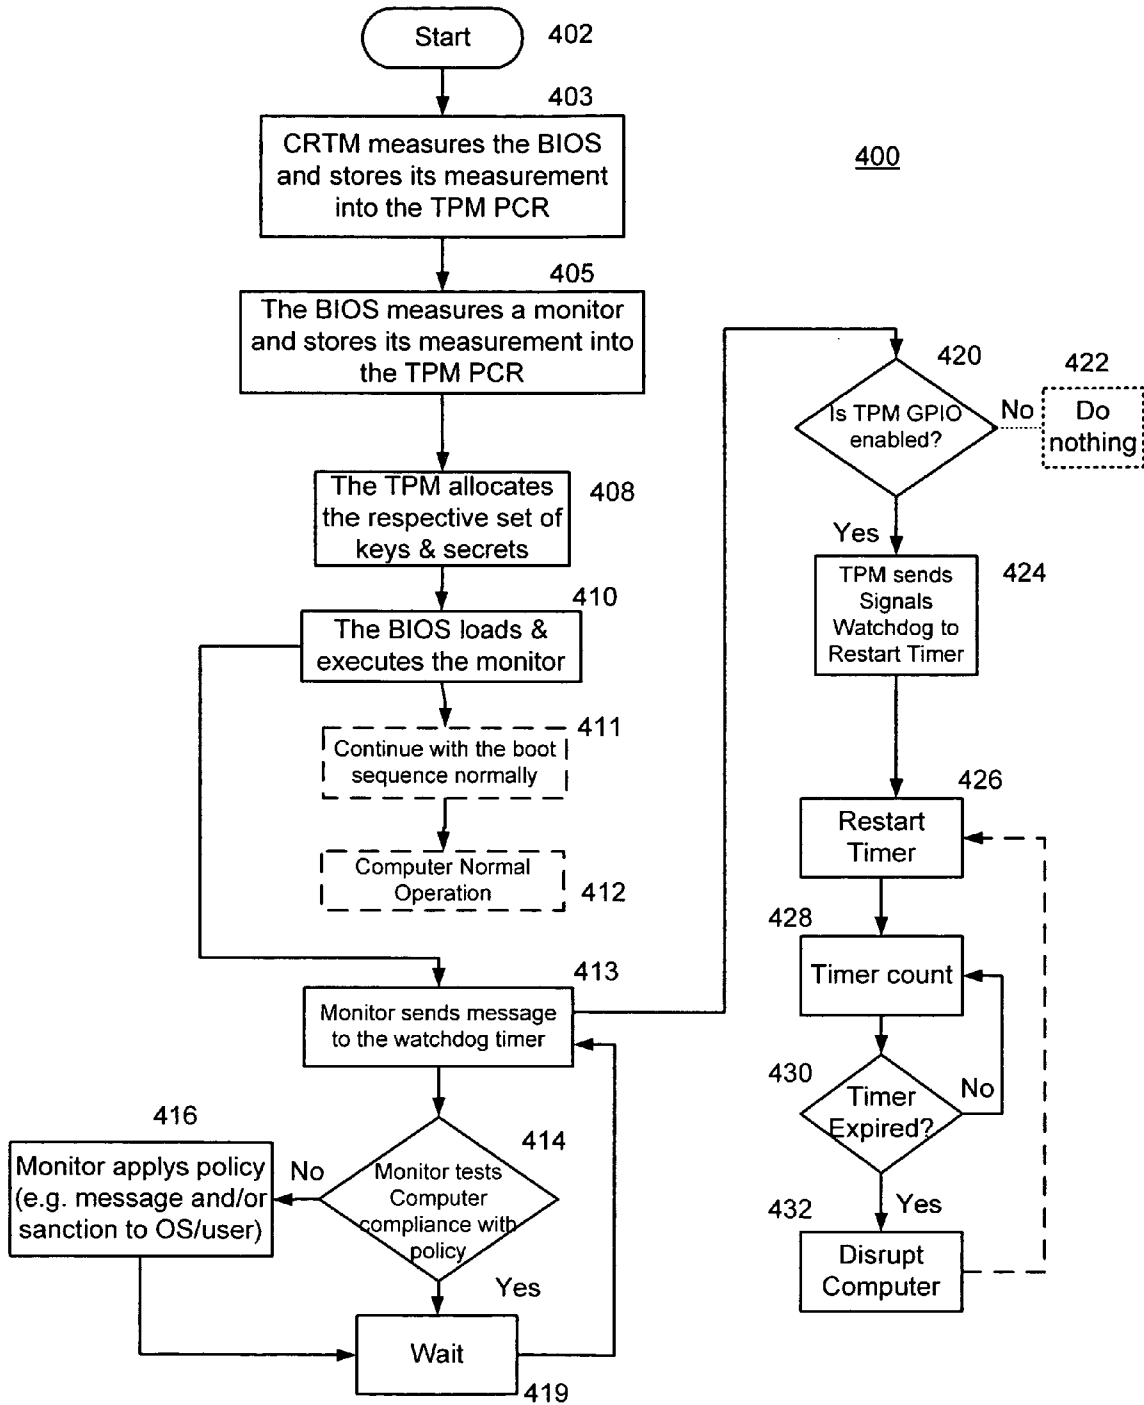 Start
402
403
CRTM measures the BIOS
and stores its measurement
into the TPM PCR
400
405
The BIOS measures a monitor
and stores its measurement into
the TPM PCR
408
The TPM allocates
the respective set of
keys & secrets
410
The BIOS loads &
executes the monitor
411
Continue with the boot
sequence normally
Computer Normal
Operation
412
413
Monitor sends message
to the watchdog timer
414
Monitor tests
Computer
compliance with
policy
No
416
Monitor applys policy
(e.g. message and/or
sanction to OS/user)
Yes
Wait
419
420
Is TPM GPIO
enabled?
No
422
Do
nothing
Yes
424
TPM sends
Signals
Watchdog to
Restart Timer
426
Restart
Timer
428
Timer count
430
Timer
Expired?
No
Yes
432
Disrupt
Computer